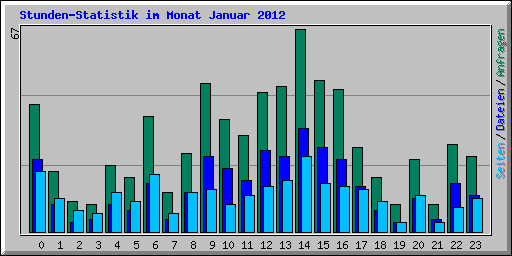 Stunden-Statistik im Monat Januar 2012
67
Seiten / Dateien / Anfragen
0 1 2 3 4 5 6 7 8 9 10 11 12 13 14 15 16 17 18 19 20 21 22 23